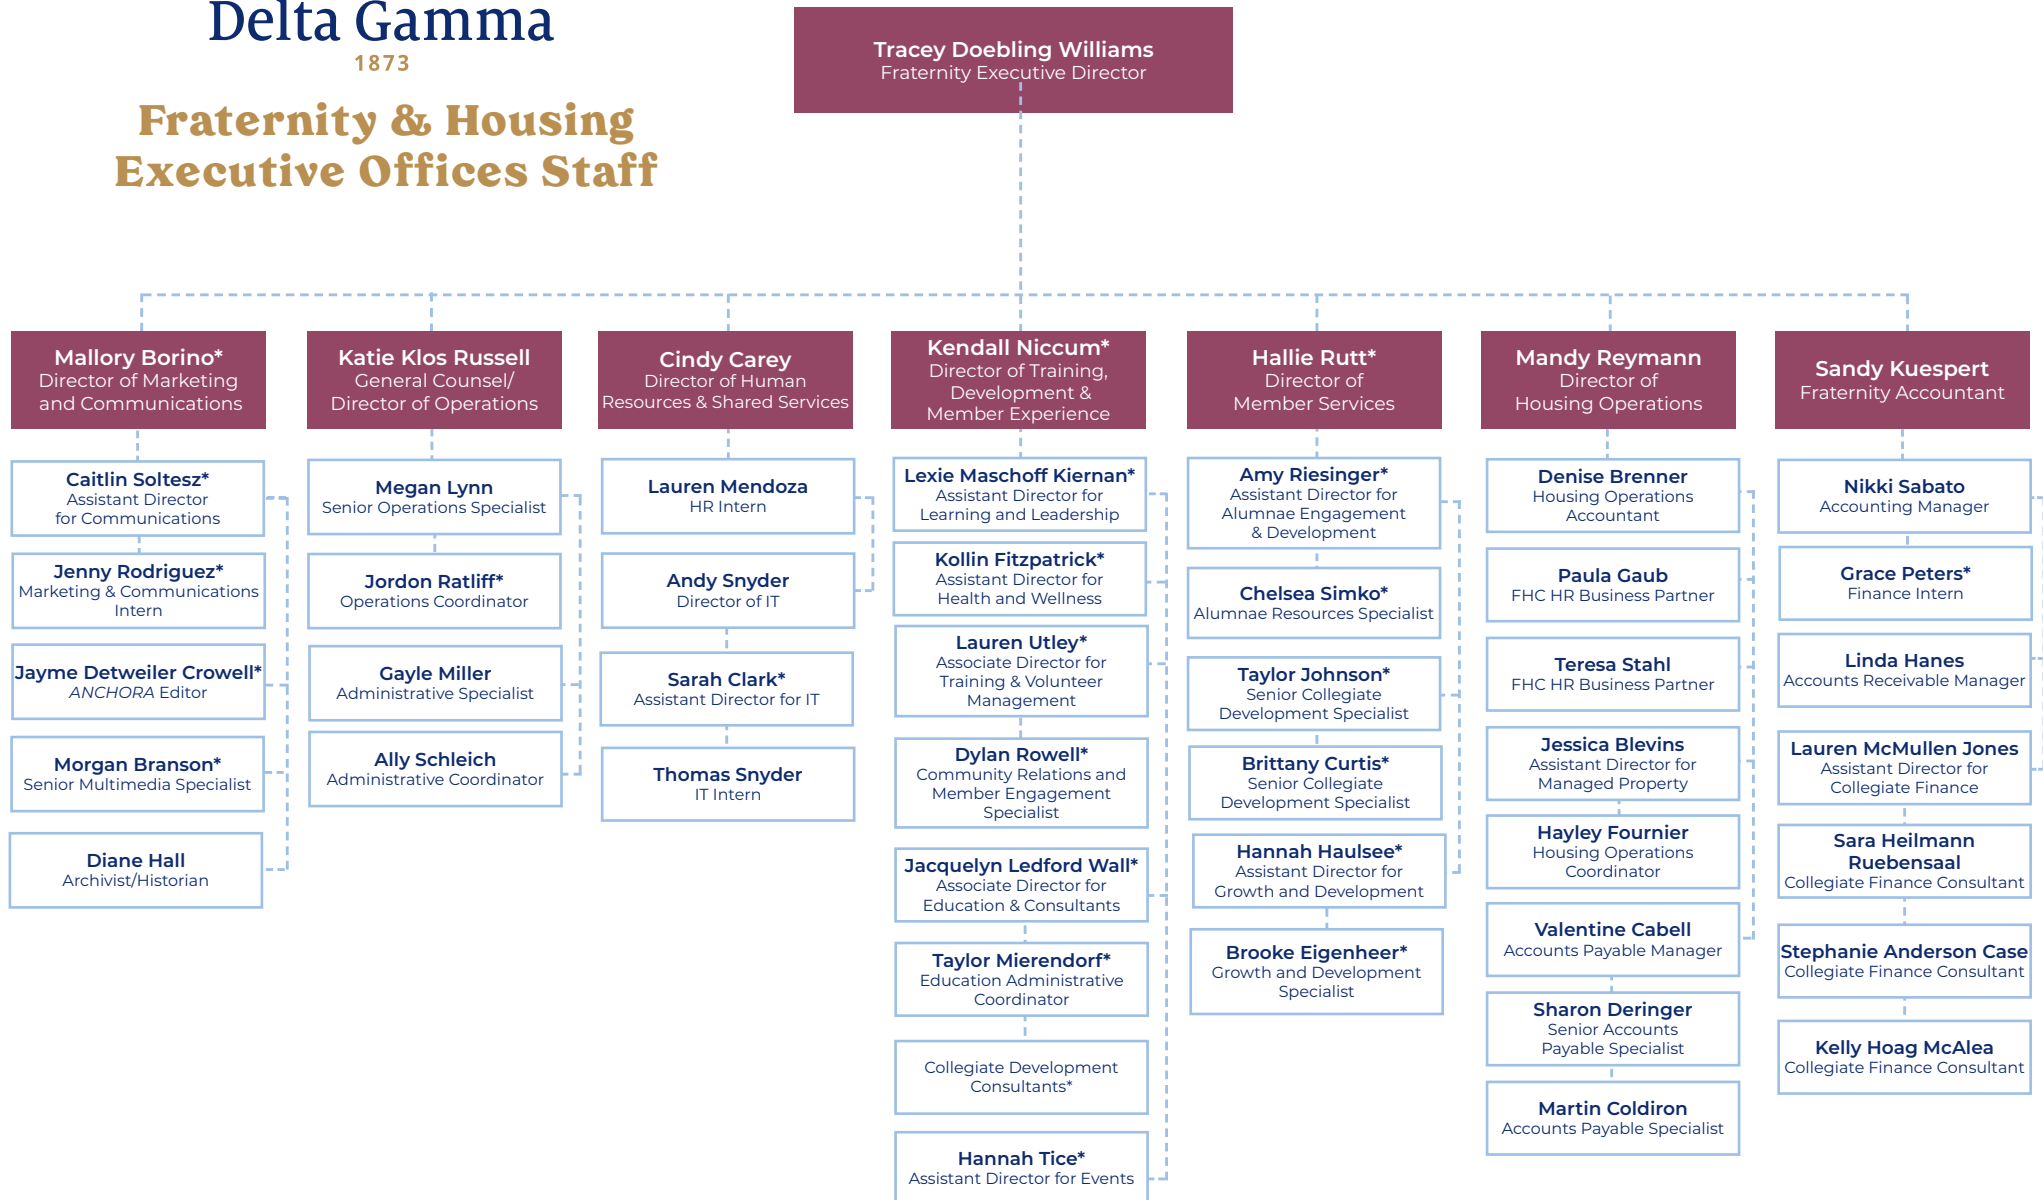 Delta Gamma
1873
Fraternity & Housing
Executive Offices Staff
Tracey Doebling Williams
Fraternity Executive Director
Mallory Borino*
Director of Marketing
and Communications
Caitlin Soltesz*
Assistant Director
for Communications
Jenny Rodriguez*
Marketing & Communications
Intern
Jayme Detweiler Crowell*
ANCHORA Editor
Morgan Branson*
Senior Multimedia Specialist
Diane Hall
Archivist/Historian
Katie Klos Russell
General Counsel/
Director of Operations
Megan Lynn
Senior Operations Specialist
Jordon Ratliff*
Operations Coordinator
Gayle Miller
Administrative Specialist
Ally Schleich
Administrative Coordinator
Cindy Carey
Director of Human
Resources & Shared Services
Lauren Mendoza
HR Intern
Andy Snyder
Director of IT
Sarah Clark*
Assistant Director for IT
Thomas Snyder
IT Intern
Kendall Niccum*
Director of Training,
Development &
Member Experience
Lexie Maschoff Kiernan*
Assistant Director for
Learning and Leadership
Kollin Fitzpatrick*
Assistant Director for
Health and Wellness
Lauren Utley*
Associate Director for
Training & Volunteer
Management
Dylan Rowell*
Community Relations and
Member Engagement
Specialist
Jacquelyn Ledford Wall*
Associate Director for
Education & Consultants
Taylor Mierendorf*
Education Administrative
Coordinator
Collegiate Development
Consultants*
Hannah Tice*
Assistant Director for Events
Hallie Rutt*
Director of
Member Services
Amy Riesinger*
Assistant Director for
Alumnae Engagement
& Development
Chelsea Simko*
Alumnae Resources Specialist
Taylor Johnson*
Senior Collegiate
Development Specialist
Brittany Curtis*
Senior Collegiate
Development Specialist
Hannah Haulsee*
Assistant Director for
Growth and Development
Brooke Eigenheer*
Growth and Development
Specialist
Mandy Reymann
Director of
Housing Operations
Denise Brenner
Housing Operations
Accountant
Paula Gaub
FHC HR Business Partner
Teresa Stahl
FHC HR Business Partner
Jessica Blevins
Assistant Director for
Managed Property
Hayley Fournier
Housing Operations
Coordinator
Valentine Cabell
Accounts Payable Manager
Sharon Deringer
Senior Accounts
Payable Specialist
Martin Coldiron
Accounts Payable Specialist
Sandy Kuespert
Fraternity Accountant
Nikki Sabato
Accounting Manager
Grace Peters*
Finance Intern
Linda Hanes
Accounts Receivable Manager
Lauren McMullen Jones
Assistant Director for
Collegiate Finance
Sara Heilmann
Ruebensaal
Collegiate Finance Consultant
Stephanie Anderson Case
Collegiate Finance Consultant
Kelly Hoag McAlea
Collegiate Finance Consultant